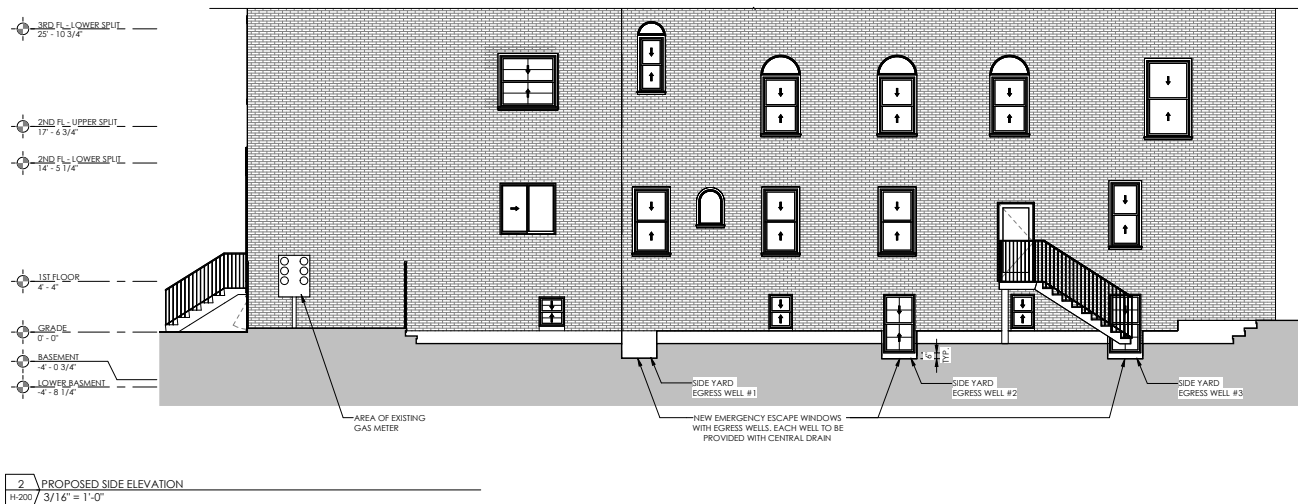 3RD FL - LOWER SPLIT
25' - 10 3/4"
2ND FL - UPPER SPLIT
17' - 6 3/4"
2ND FL - LOWER SPLIT
14' - 5 1/4"
1ST FLOOR
4' - 4"
GRADE
0' - 0"
BASEMENT
-4' - 0 3/4"
LOWER BASMENT
-4' - 8 1/4"
AREA OF EXISTING
GAS METER
SIDE YARD
EGRESS WELL #1
NEW EMERGENCY ESCAPE WINDOWS
WITH EGRESS WELLS. EACH WELL TO BE
PROVIDED WITH CENTRAL DRAIN
6"
TYP.
SIDE YARD
EGRESS WELL #2
SIDE YARD
EGRESS WELL #3
2 PROPOSED SIDE ELEVATION
H-200 3/16" = 1'-0"